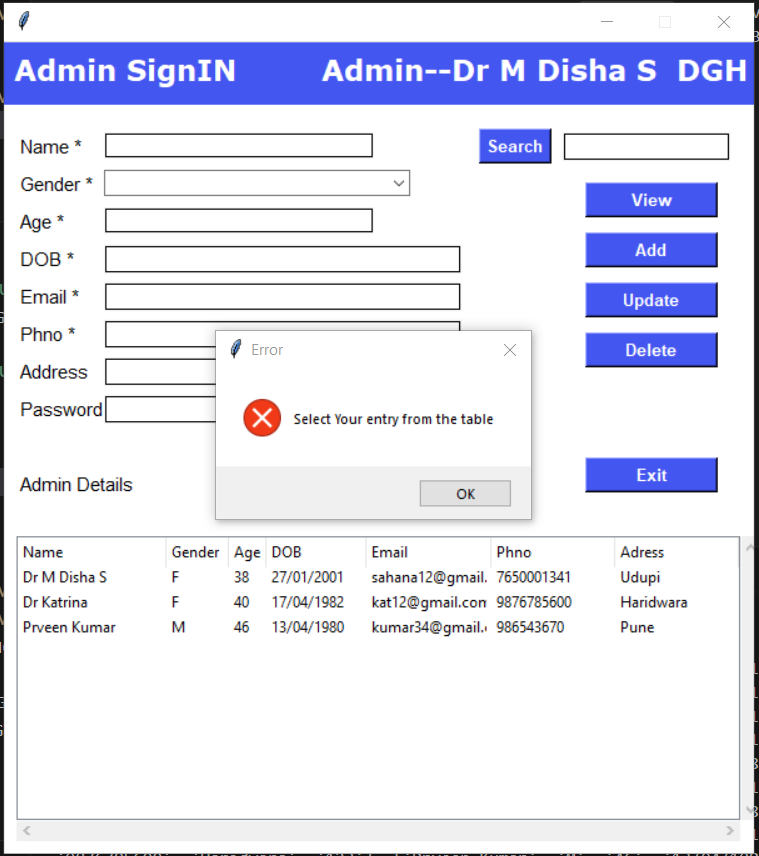 Admin SignIN Admin--Dr M Disha S DGH
Name * Search
Gender * View
Age *
DOB * Add
Email * Update
Phno * Delete
Error
Address
Select Your entry from the table
Password
Admin Details OK Exit
Name Gender Age DOB Email Phno Adress
Dr M Disha S F 38 27/01/2001 sahana12@gmail. 7650001341 Udupi
Dr Katrina F 40 17/04/1982 kat12@gmail.com 9876785600 Haridwara
Prveen Kumar M 46 13/04/1980 kumar34@gmail. 986543670 Pune